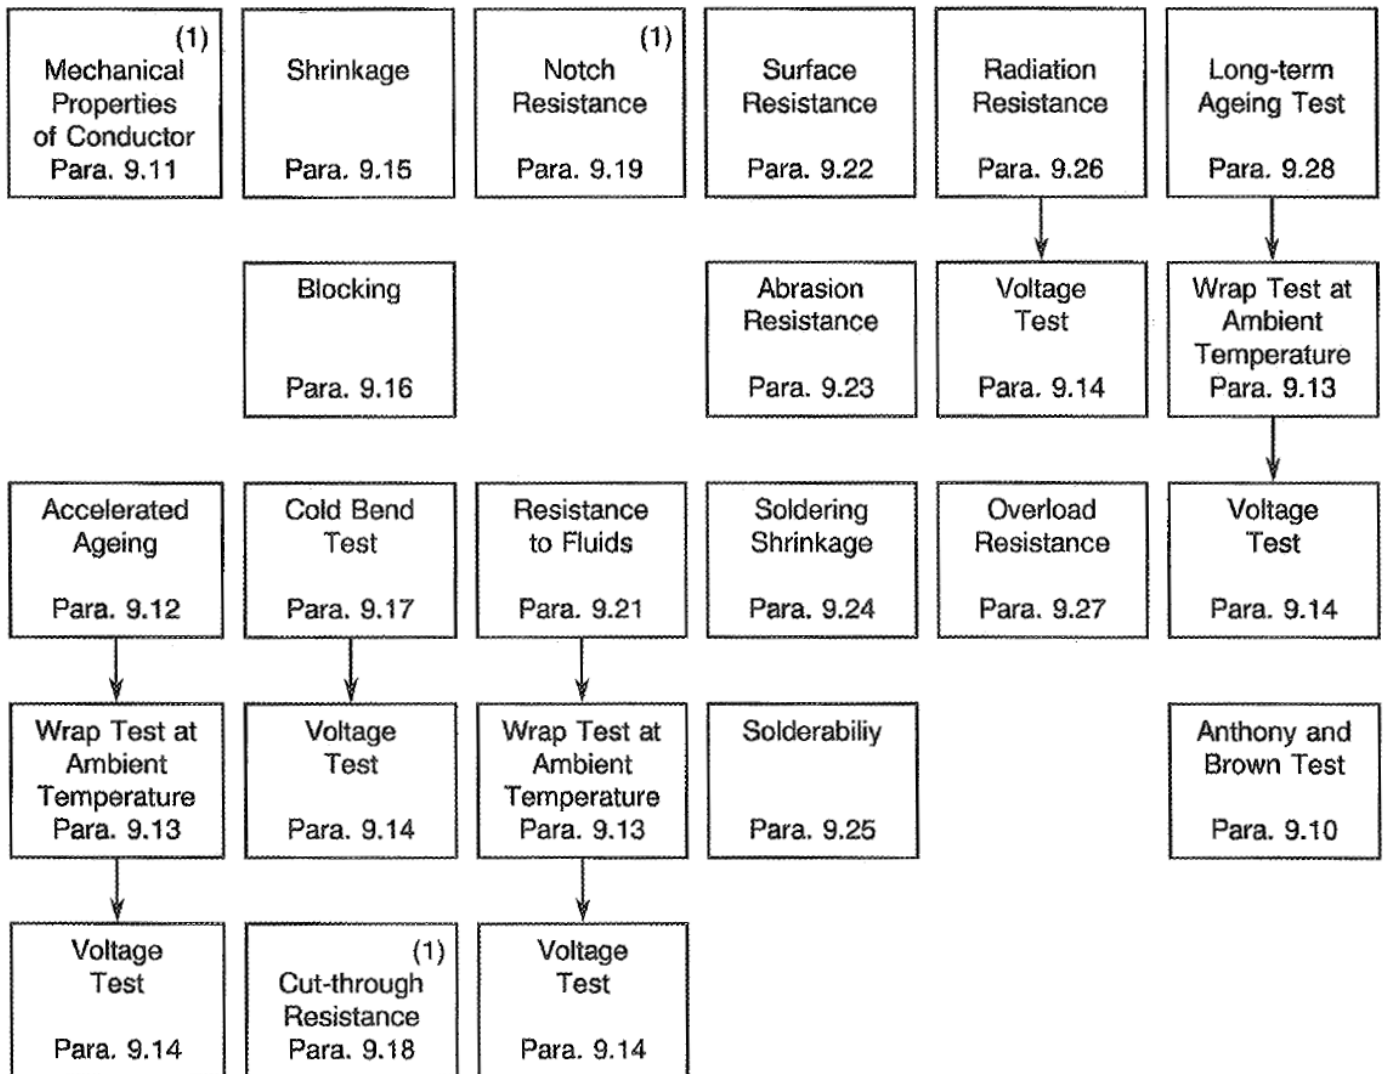 (1)
Mechanical
Properties
of Conductor
Para. 9.11
Shrinkage
Para. 9.15
(1)
Notch
Resistance
Para. 9.19
Surface
Resistance
Para. 9.22
Radiation
Resistance
Para. 9.26
Long-term
Ageing Test
Para. 9.28
Blocking
Para. 9.16
Abrasion
Resistance
Para. 9.23
Voltage
Test
Para. 9.14
Wrap Test at
Ambient
Temperature
Para. 9.13
Accelerated
Ageing
Para. 9.12
Cold Bend
Test
Para. 9.17
Resistance
to Fluids
Para. 9.21
Soldering
Shrinkage
Para. 9.24
Overload
Resistance
Para. 9.27
Voltage
Test
Para. 9.14
Wrap Test at
Ambient
Temperature
Para. 9.13
Voltage
Test
Para. 9.14
Wrap Test at
Ambient
Temperature
Para. 9.13
Solderabiliy
Para. 9.25
Anthony and
Brown Test
Para. 9.10
Voltage
Test
Para. 9.14
(1)
Cut-through
Resistance
Para. 9.18
Voltage
Test
Para. 9.14